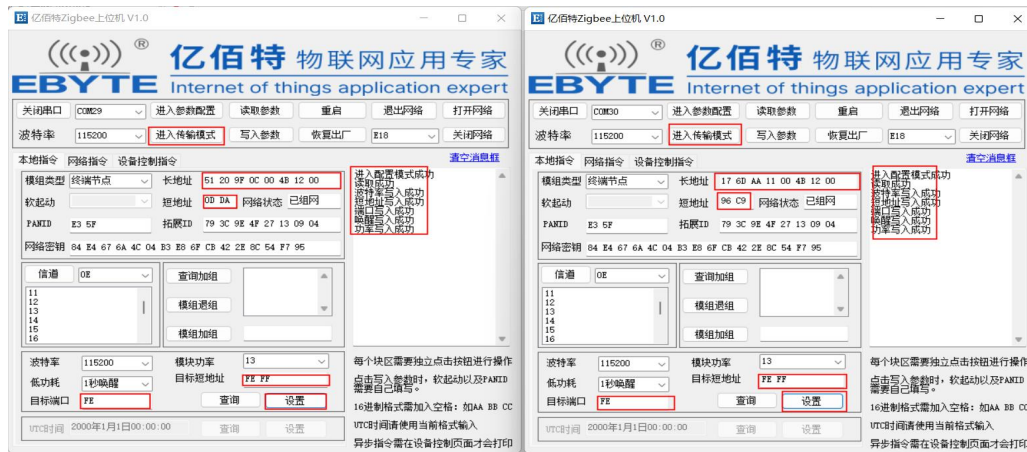 亿佰特Zigbee上位机 V1.0
((( ))) ®
EBYTE
亿佰特 物联网应用专家
Internet of things application expert
关闭串口 COM29 进入参数配置 读取参数 重启 退出网络 打开网络
波特率 115200 进入传输模式 写入参数 恢复出厂 E18 关闭网络
本地指令 网络指令 设备控制指令 清空消息框
模组类型 终端节点 长地址 51 20 9F 0C 00 4B 12 00
软起动 短地址 0D DA 网络状态 已组网
PANID E3 5F 拓展ID 79 3C 9E 4F 27 13 09 04
网络密钥 84 E4 67 6A 4C 04 B3 E8 6F CB 42 2E 8C 54 F7 95
进入配置模式成功
读取成功
波特率写入成功
短地址写入成功
端口写入成功
唤醒写入成功
功率写入成功
信道 0E 查询加组
11
12
13
14
15
16
模组退组
模组加组
波特率 115200 模块功率 13
低功耗 1秒唤醒 目标短地址 FE FF
目标端口 FE 查询 设置
UTC时间 2000年1月1日00:00:00 查询 设置
每个块区需要独立点击按钮进行操作
点击写入参数时，软起动以及PANID
需要自己填写。
16进制格式需加入空格：如AA BB CC
UTC时间请使用当前格式输入
异步指令需在设备控制页面才会打印
亿佰特Zigbee上位机 V1.0
((( ))) ®
EBYTE
亿佰特 物联网应用专家
Internet of things application expert
关闭串口 COM30 进入参数配置 读取参数 重启 退出网络 打开网络
波特率 115200 进入传输模式 写入参数 恢复出厂 E18 关闭网络
本地指令 网络指令 设备控制指令 清空消息框
模组类型 终端节点 长地址 17 6D AA 11 00 4B 12 00
软起动 短地址 96 C9 网络状态 已组网
PANID E3 5F 拓展ID 79 3C 9E 4F 27 13 09 04
网络密钥 84 E4 67 6A 4C 04 B3 E8 6F CB 42 2E 8C 54 F7 95
进入配置模式成功
读取成功
波特率写入成功
短地址写入成功
端口写入成功
唤醒写入成功
功率写入成功
信道 0E 查询加组
11
12
13
14
15
16
模组退组
模组加组
波特率 115200 模块功率 13
低功耗 1秒唤醒 目标短地址 FE FF
目标端口 FE 查询 设置
UTC时间 2000年1月1日00:00:00 查询 设置
每个块区需要独立点击按钮进行操作
点击写入参数时，软起动以及PANID
需要自己填写。
16进制格式需加入空格：如AA BB CC
UTC时间请使用当前格式输入
异步指令需在设备控制页面才会打印